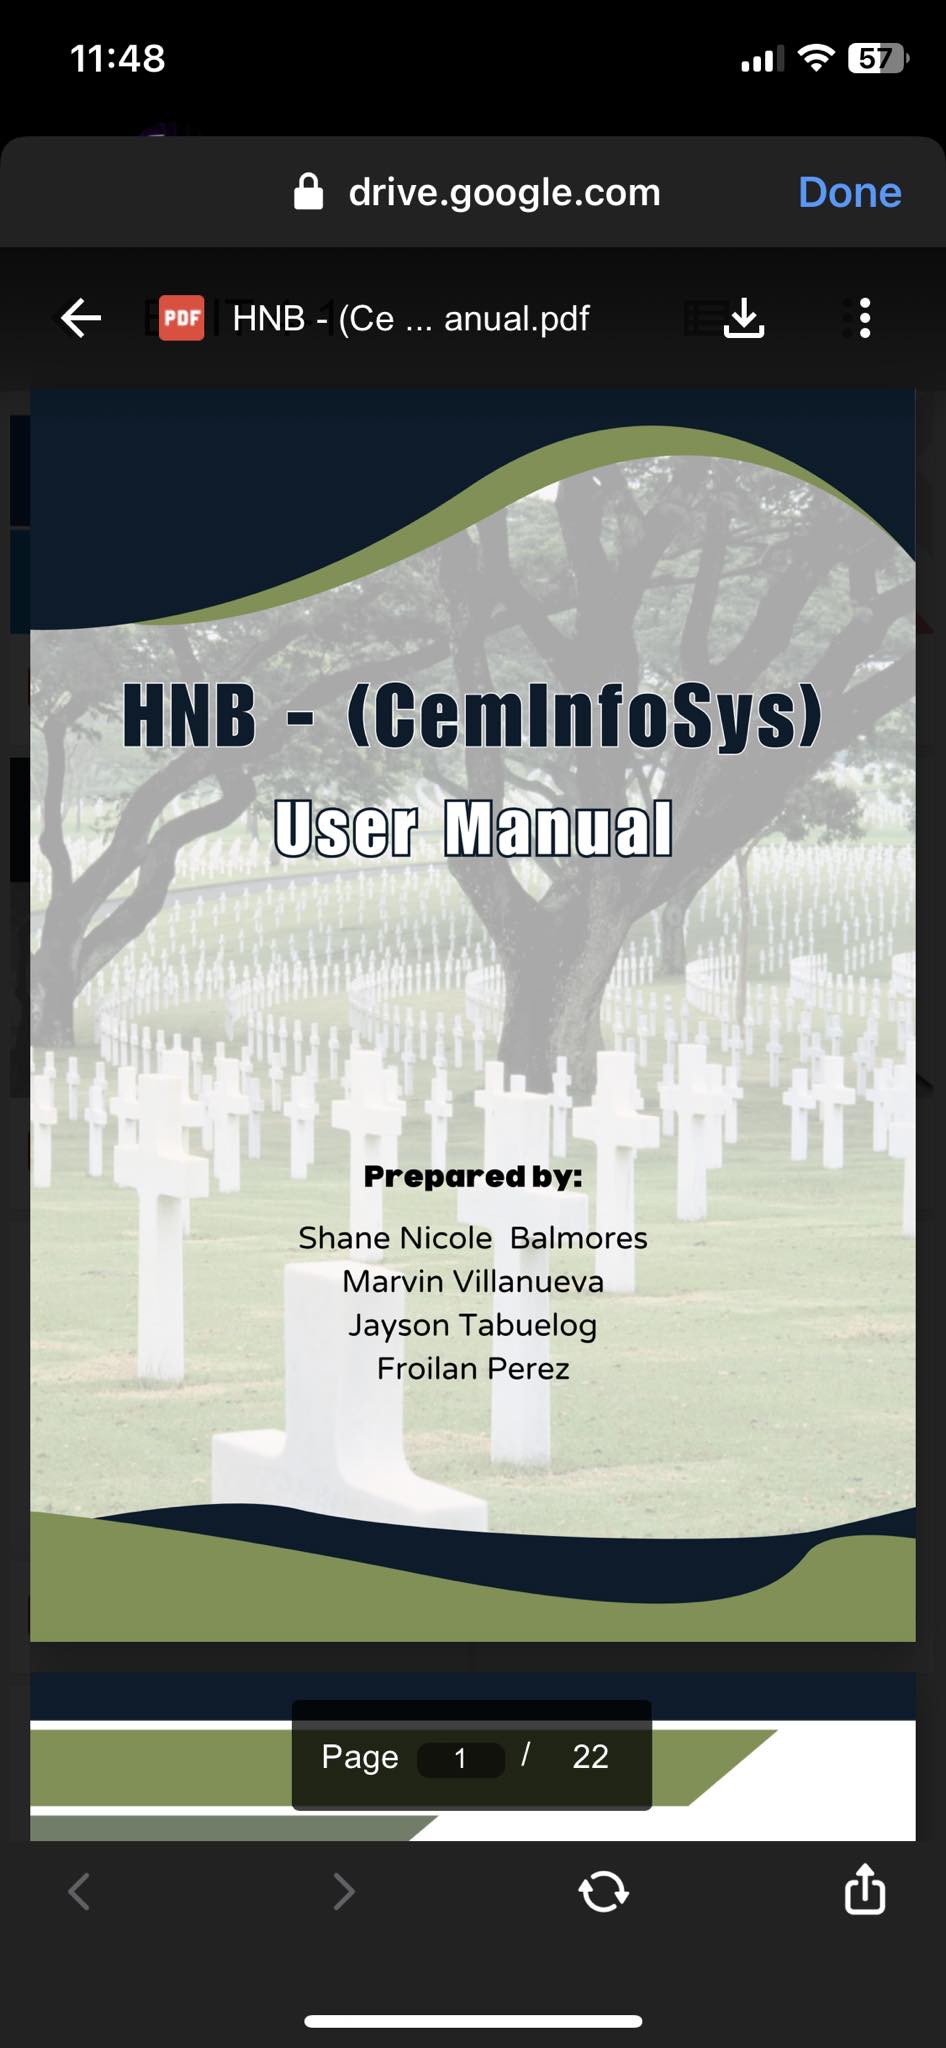 11:48
57
drive.google.com
Done
PDF
HNB - (Ce ... anual.pdf
HNB - (CemInfoSys)
User Manual
Prepared by:
Shane Nicole Balmores
Marvin Villanueva
Jayson Tabuelog
Froilan Perez
Page 1 / 22